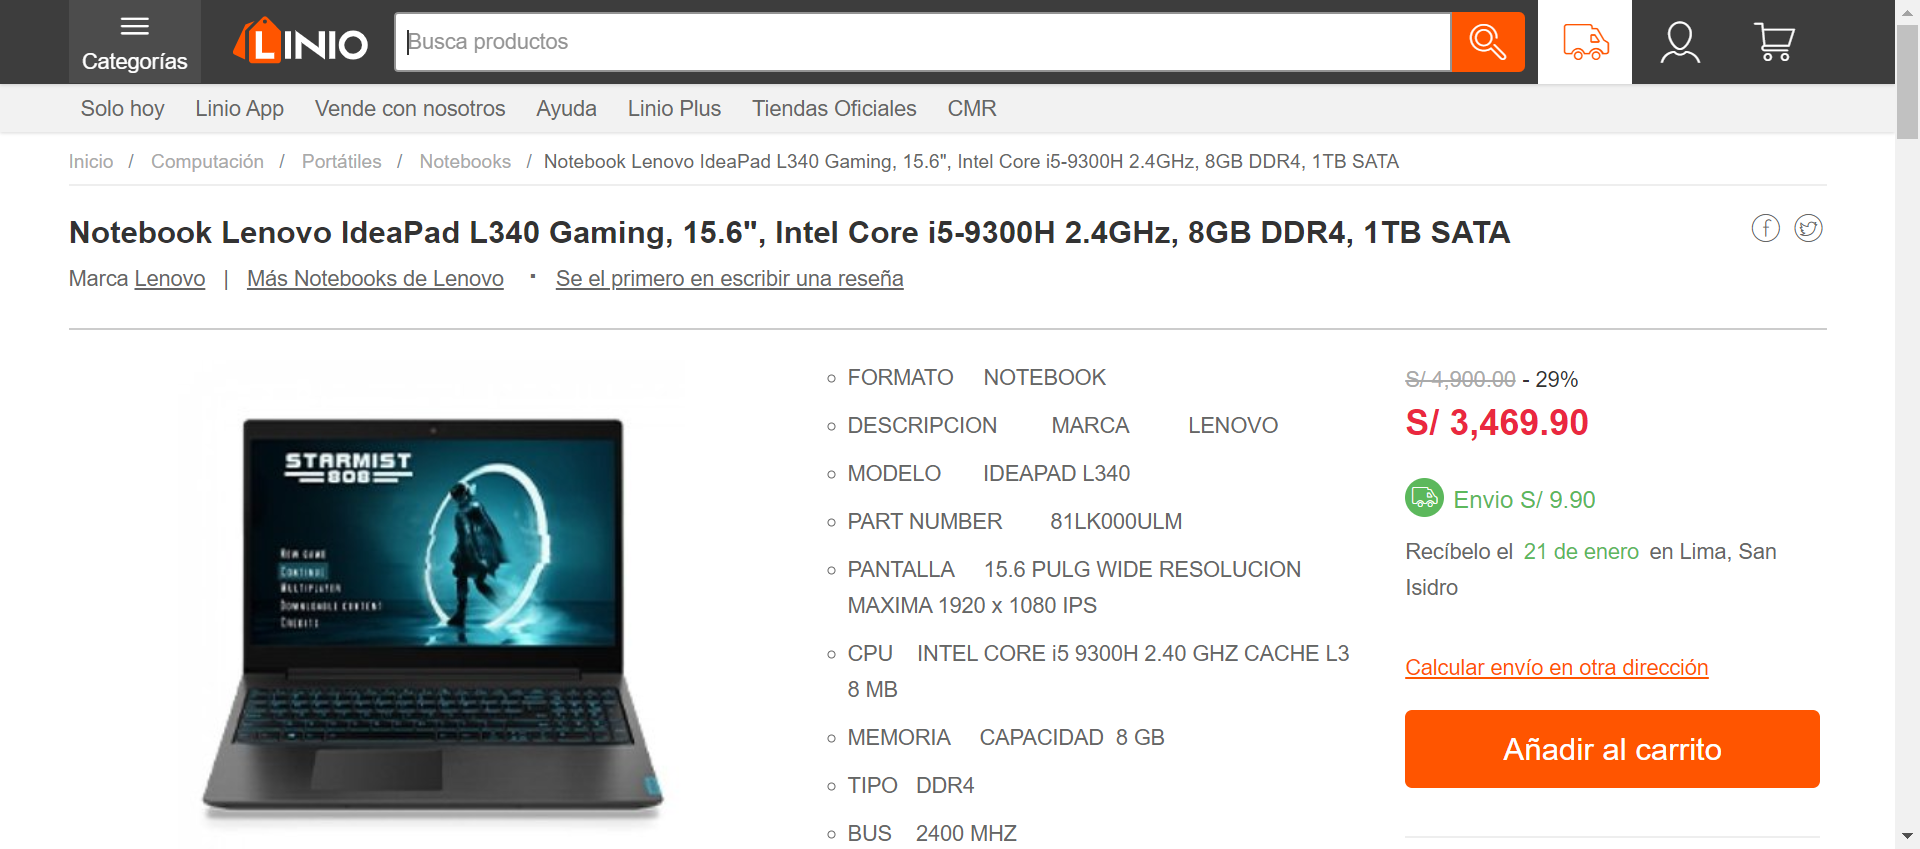 Categorías
LINIO
Busca productos
Solo hoy Linio App Vende con nosotros Ayuda Linio Plus Tiendas Oficiales CMR
Inicio / Computación / Portátiles / Notebooks / Notebook Lenovo IdeaPad L340 Gaming, 15.6", Intel Core i5-9300H 2.4GHz, 8GB DDR4, 1TB SATA
Notebook Lenovo IdeaPad L340 Gaming, 15.6", Intel Core i5-9300H 2.4GHz, 8GB DDR4, 1TB SATA
Marca Lenovo | Más Notebooks de Lenovo · Se el primero en escribir una reseña
STARMIST
808
New game
Continue
Multiplayer
Downloadable content
Credits
FORMATO NOTEBOOK
DESCRIPCION MARCA LENOVO
MODELO IDEAPAD L340
PART NUMBER 81LK000ULM
PANTALLA 15.6 PULG WIDE RESOLUCION
MAXIMA 1920 x 1080 IPS
CPU INTEL CORE i5 9300H 2.40 GHZ CACHE L3
8 MB
MEMORIA CAPACIDAD 8 GB
TIPO DDR4
BUS 2400 MHZ
S/ 4,900.00 - 29%
S/ 3,469.90
Envio S/ 9.90
Recíbelo el 21 de enero en Lima, San
Isidro
Calcular envío en otra dirección
Añadir al carrito